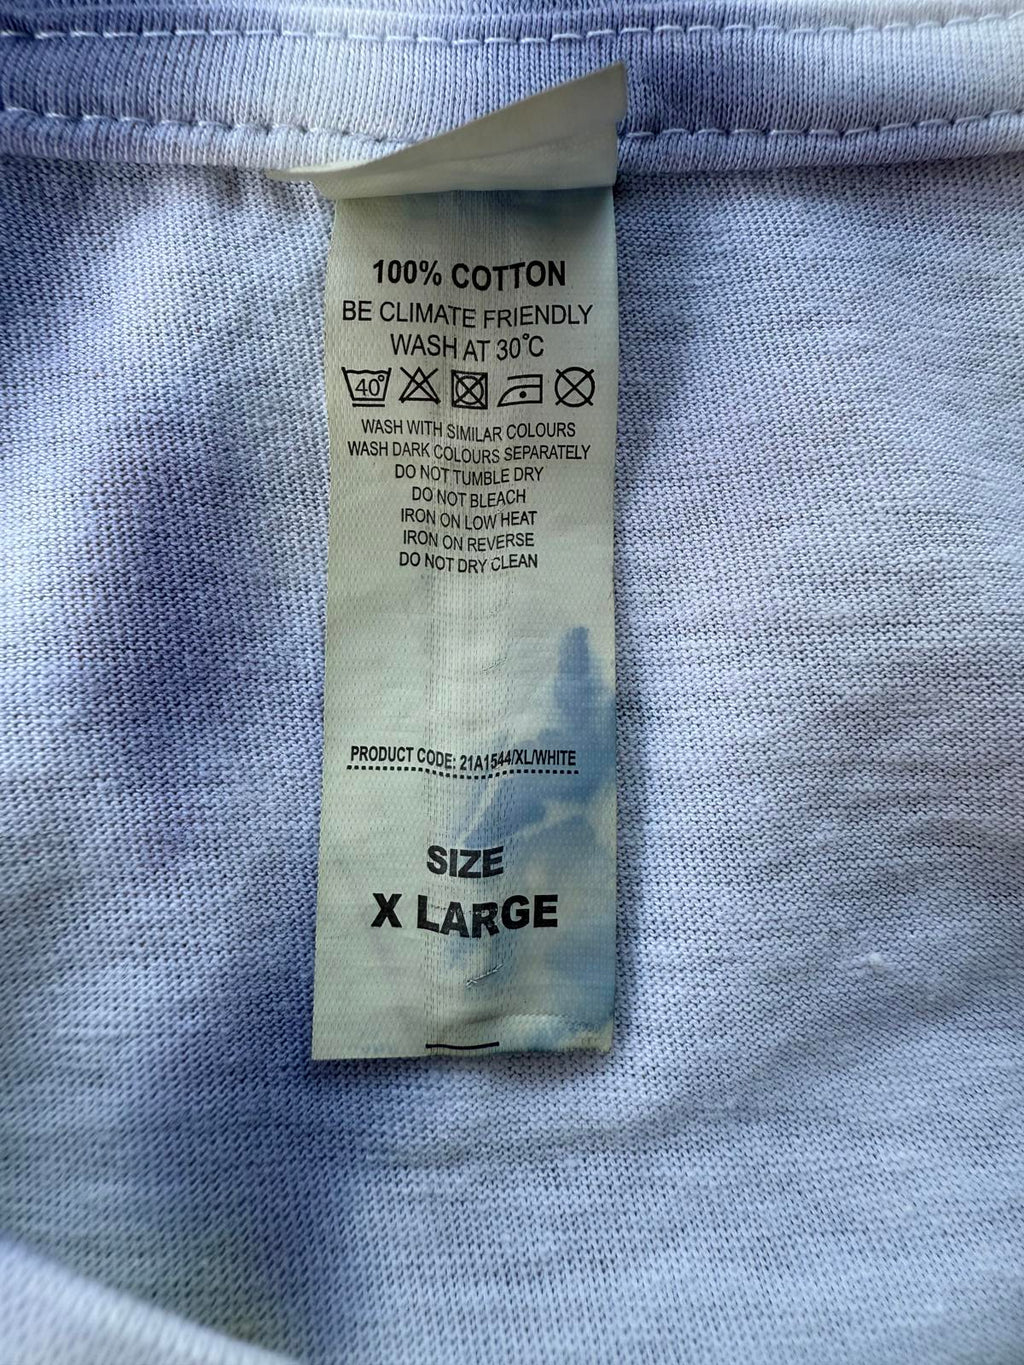 100% COTTON
BE CLIMATE FRIENDLY
WASH AT 30°C
40°
WASH WITH SIMILAR COLOURS
WASH DARK COLOURS SEPARATELY
DO NOT TUMBLE DRY
DO NOT BLEACH
IRON ON LOW HEAT
IRON ON REVERSE
DO NOT DRY CLEAN
PRODUCT CODE: 21A1544/XL/WHITE
SIZE
X LARGE